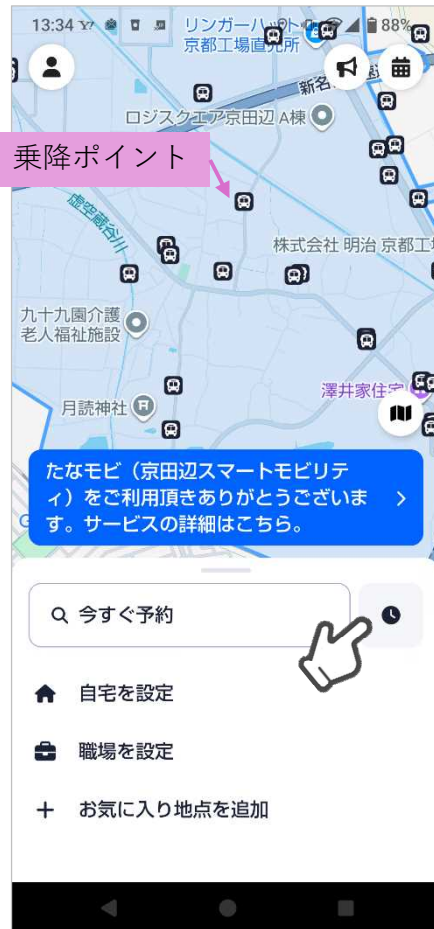 13:34
88%
リンガーハット
京都工場直売所
新名
ロジスクエア京田辺 A棟
乗降ポイント
虚空蔵谷川
株式会社 明治 京都工
九十九園介護
老人福祉施設
澤井家住宅
月読神社
たなモビ（京田辺スマートモビリテ
ィ）をご利用頂きありがとうございま
す。サービスの詳細はこちら。
今すぐ予約
自宅を設定
職場を設定
お気に入り地点を追加